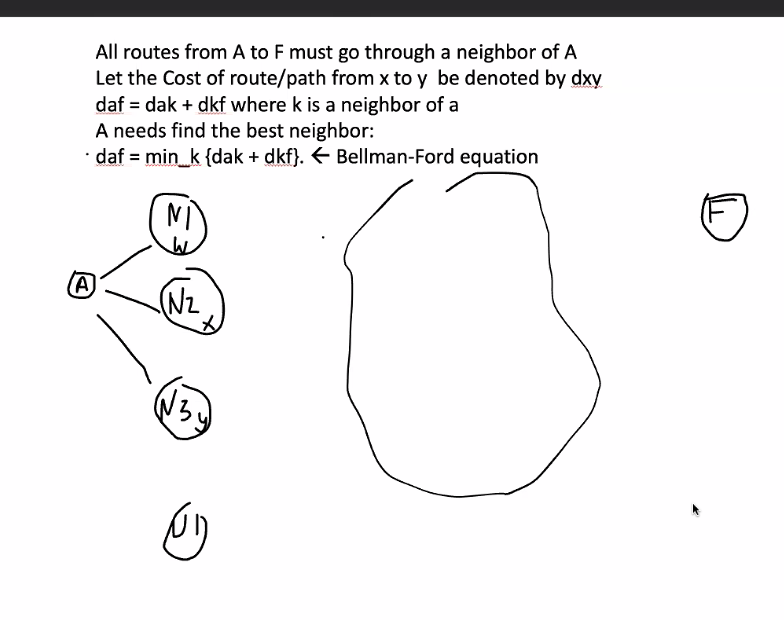 All routes from A to F must go through a neighbor of A
Let the Cost of route/path from x to y be denoted by dxy
daf = dak + dkf where k is a neighbor of a
A needs find the best neighbor:
daf = min_k {dak + dkf}. ← Bellman-Ford equation
N1
W
F
A
N2
x
N3 y